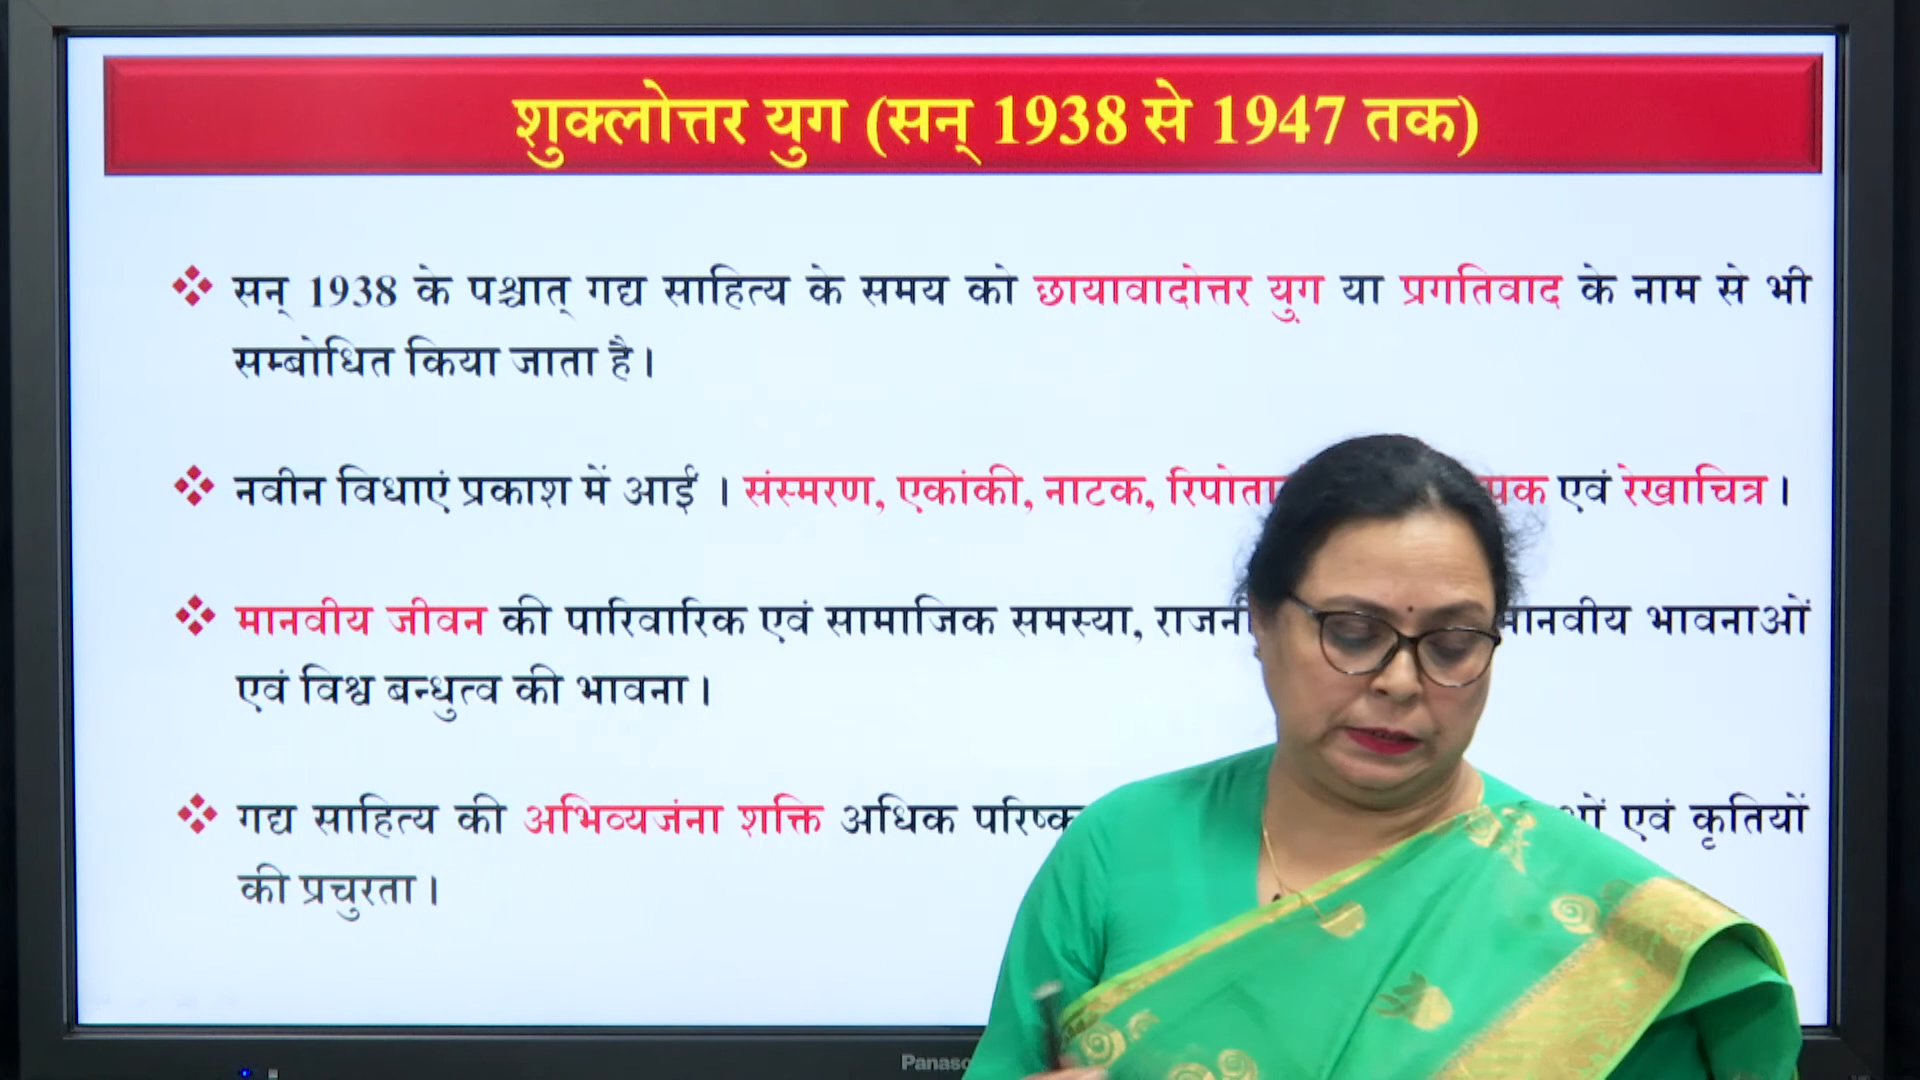 शुक्लोत्तर युग (सन् 1938 से 1947 तक)
सन् 1938 के पश्चात् गद्य साहित्य के समय को छायावादोत्तर युग या प्रगतिवाद के नाम से भी
सम्बोधित किया जाता है।
नवीन विधाएं प्रकाश में आईं । संस्मरण, एकांकी, नाटक, एवं रेखाचित्र।
मानवीय जीवन की पारिवारिक एवं सामाजिक समस्या, मानवीय भावनाओं
एवं विश्व बन्धुत्व की भावना।
गद्य साहित्य की अभिव्यजंना शक्ति अधिक एवं कृतियों
की प्रचुरता।